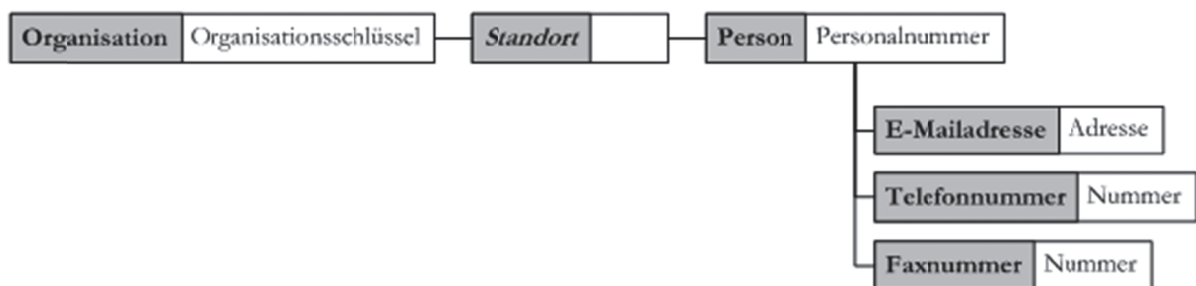 Organisation Organisationsschlüssel Standort Person Personalnummer
E-Mailadresse Adresse
Telefonnummer Nummer
Faxnummer Nummer